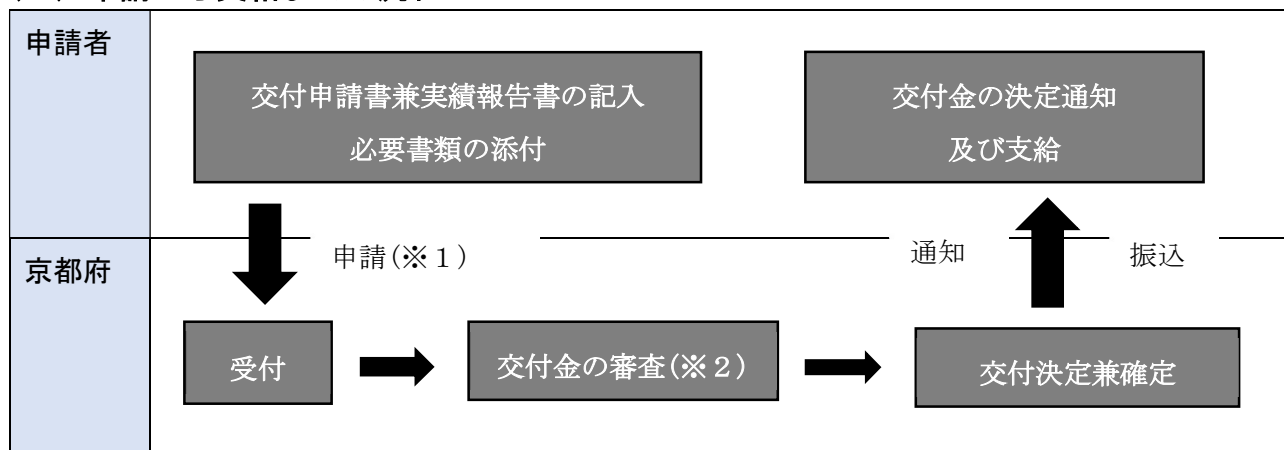 申請者
交付申請書兼実績報告書の記入
必要書類の添付
交付金の決定通知
及び支給
申請(※１)
通知
振込
京都府
受付
交付金の審査(※２)
交付決定兼確定